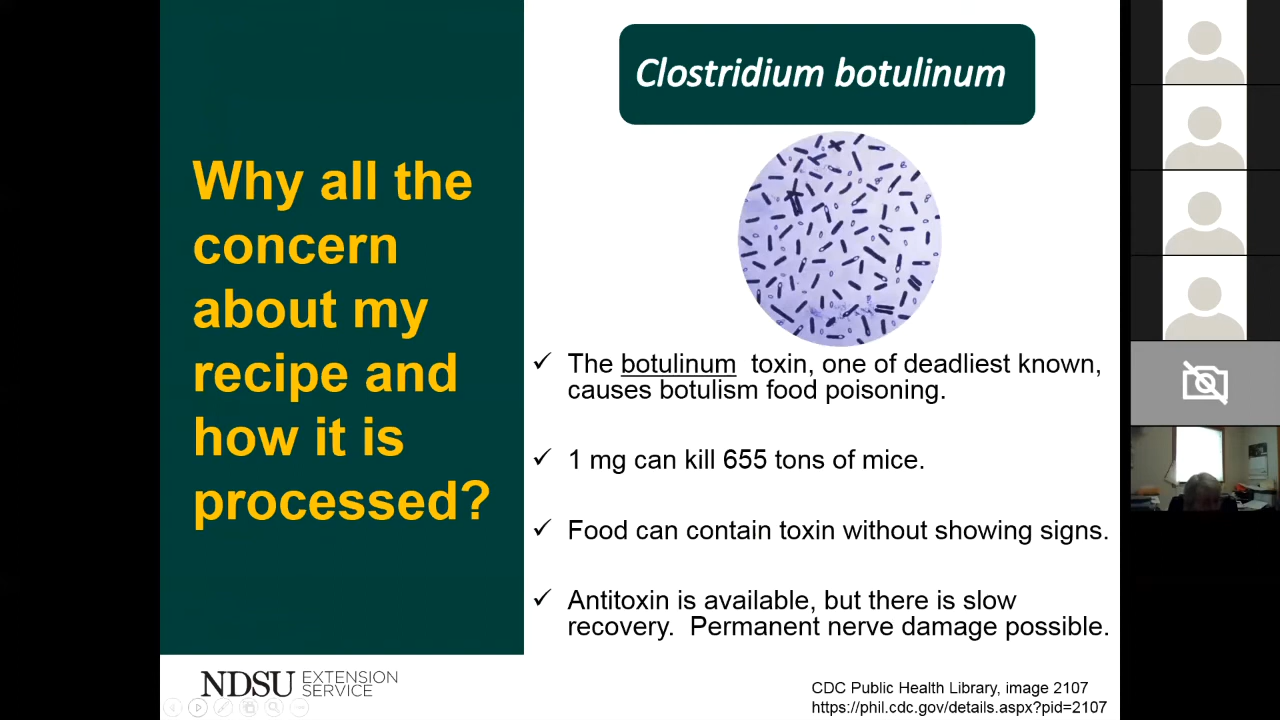 Why all the
concern
about my
recipe and
how it is
processed?
Clostridium botulinum
The botulinum toxin, one of deadliest known,
causes botulism food poisoning.
1 mg can kill 655 tons of mice.
Food can contain toxin without showing signs.
Antitoxin is available, but there is slow
recovery. Permanent nerve damage possible.
NDSU EXTENSION
SERVICE
CDC Public Health Library, image 2107
https://phil.cdc.gov/details.aspx?pid=2107